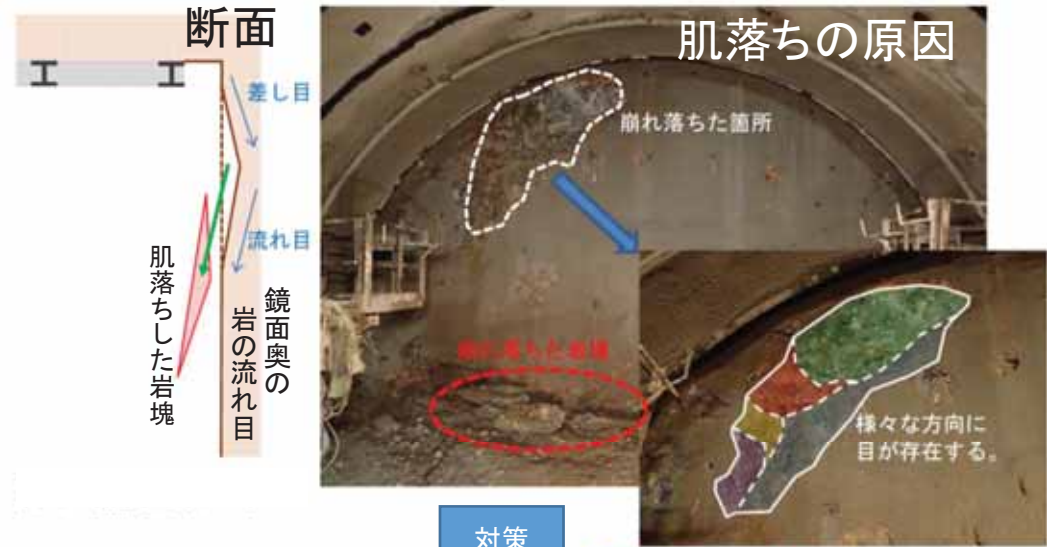 断面
差し目
流れ目
肌落ちした岩塊
鏡面奥の
岩の流れ目
肌落ちの原因
崩れ落ちた箇所
崩れ落ちた岩塊
様々な方向に
目が存在する。
対策